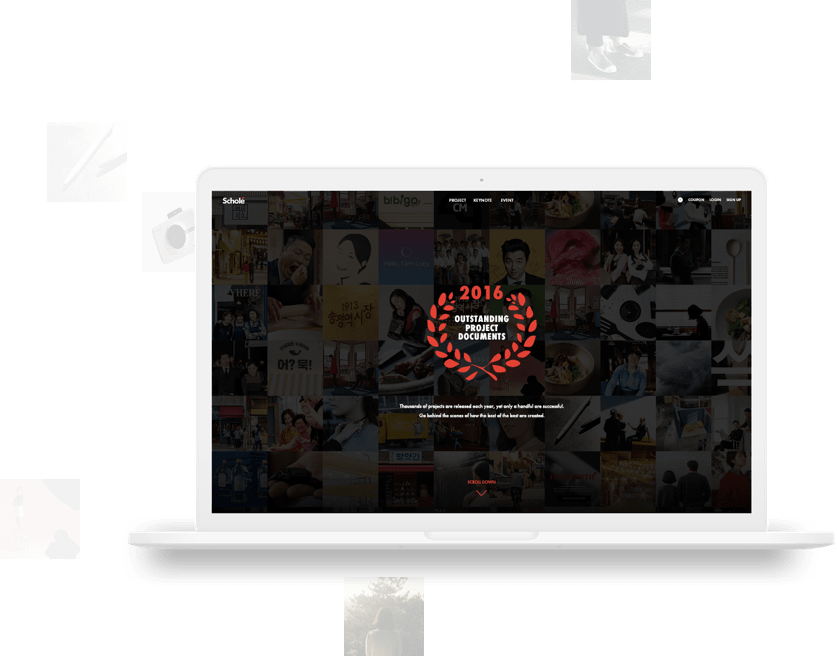 Scholé
PROJECT KEYNOTE EVENT
COUPON LOGIN SIGN UP
bibigo
CM
YHERE
1913
송정역시장
어?묵!
2016
OUTSTANDING
PROJECT
DOCUMENTS
Thousands of projects are released each year, yet only a handful are successful.
Go behind the scenes of how the best of the best are created.
SCROLL DOWN